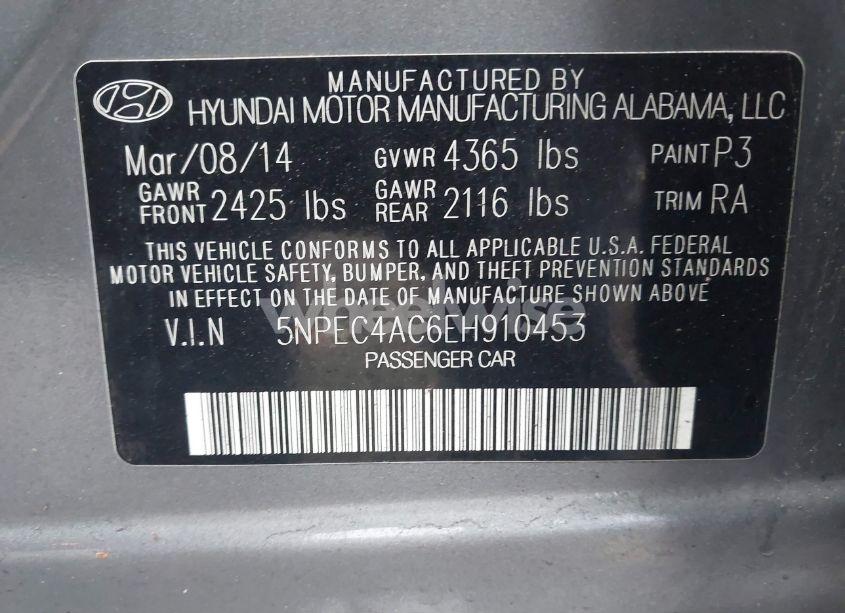 MANUFACTURED BY
HYUNDAI MOTOR MANUFACTURING ALABAMA, LLC
Mar/08/14 GVWR 4365 lbs PAINT P3
GAWR FRONT 2425 lbs GAWR REAR 2116 lbs TRIM RA
THIS VEHICLE CONFORMS TO ALL APPLICABLE U.S.A. FEDERAL
MOTOR VEHICLE SAFETY, BUMPER, AND THEFT PREVENTION STANDARDS
IN EFFECT ON THE DATE OF MANUFACTURE SHOWN ABOVE
wheelwise
V.I.N 5NPEC4AC6EH910453
PASSENGER CAR